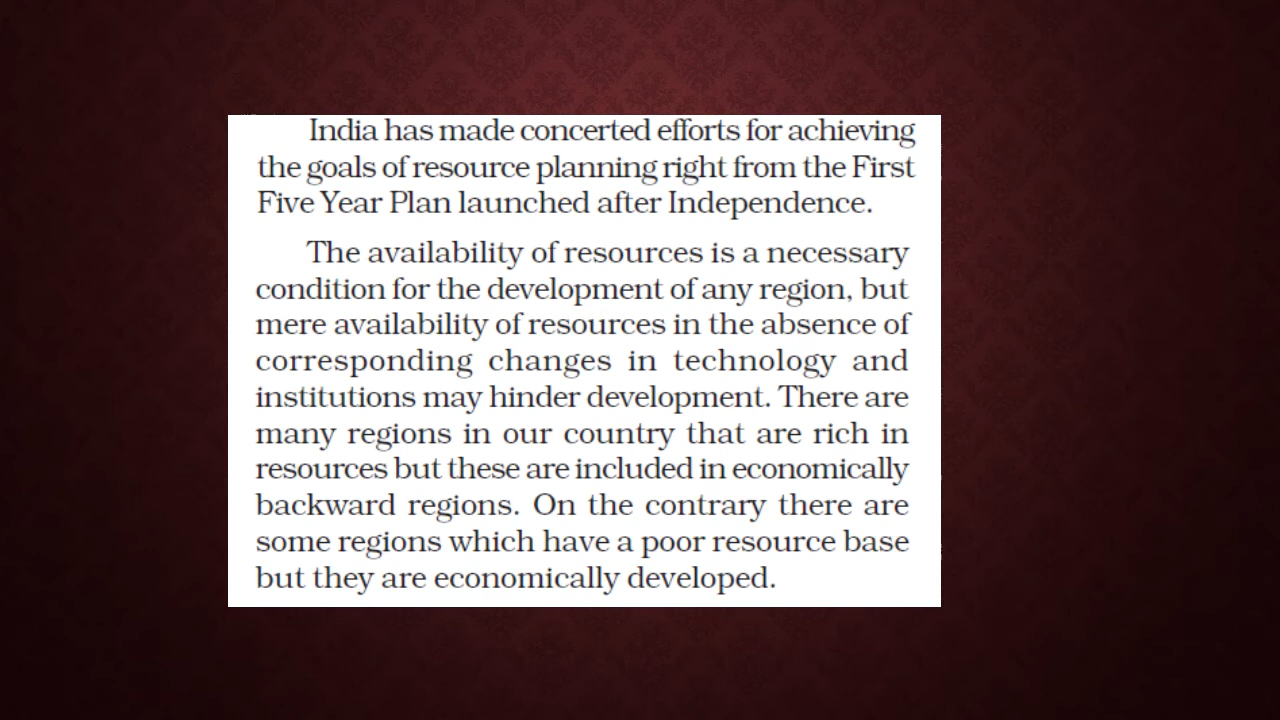 India has made concerted efforts for achieving
the goals of resource planning right from the First
Five Year Plan launched after Independence.
The availability of resources is a necessary
condition for the development of any region, but
mere availability of resources in the absence of
corresponding changes in technology and
institutions may hinder development. There are
many regions in our country that are rich in
resources but these are included in economically
backward regions. On the contrary there are
some regions which have a poor resource base
but they are economically developed.